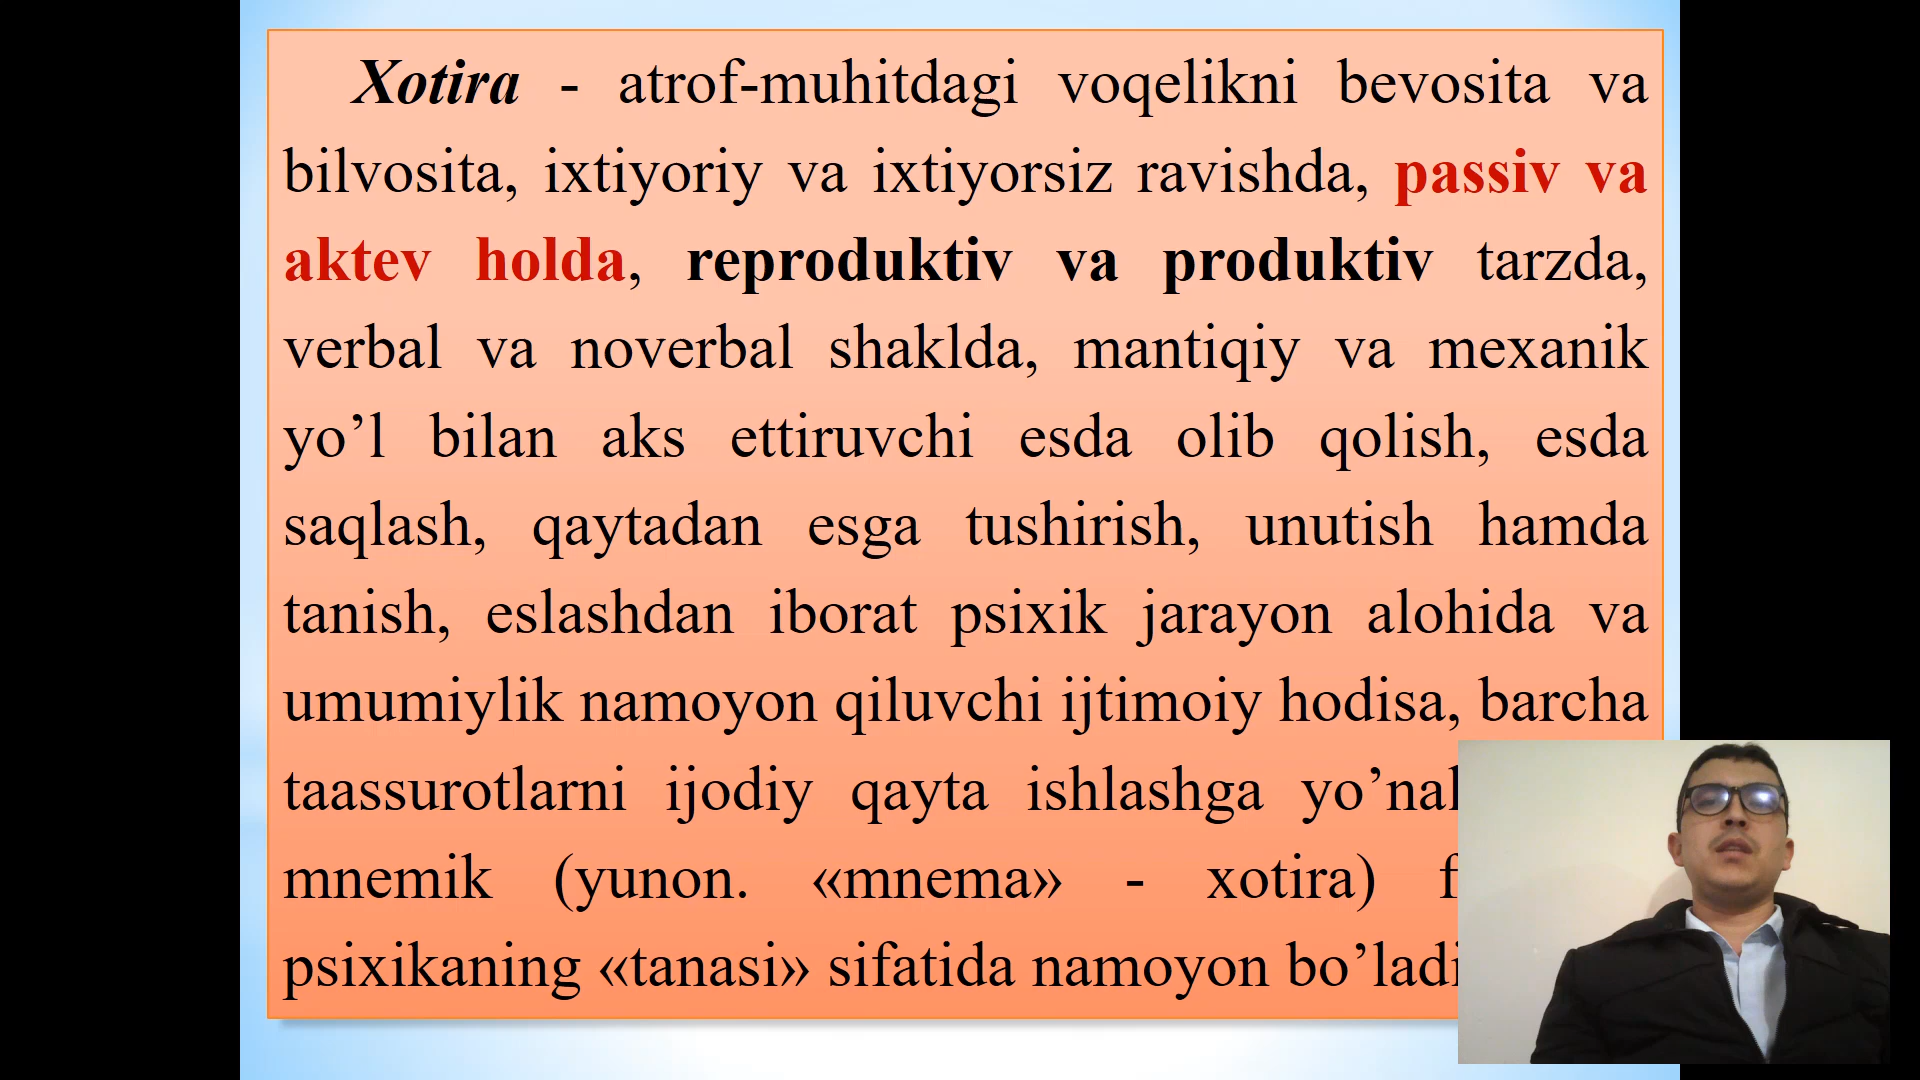 Xotira - atrof-muhitdagi voqelikni bevosita va
bilvosita, ixtiyoriy va ixtiyorsiz ravishda, passiv va
aktev holda, reproduktiv va produktiv tarzda,
verbal va noverbal shaklda, mantiqiy va mexanik
yo’l bilan aks ettiruvchi esda olib qolish, esda
saqlash, qaytadan esga tushirish, unutish hamda
tanish, eslashdan iborat psixik jarayon alohida va
umumiylik namoyon qiluvchi ijtimoiy hodisa, barcha
taassurotlarni ijodiy qayta ishlashga
mnemik (yunon. «mnema» - xotira)
psixikaning «tanasi» sifatida namoyon bo’ladi